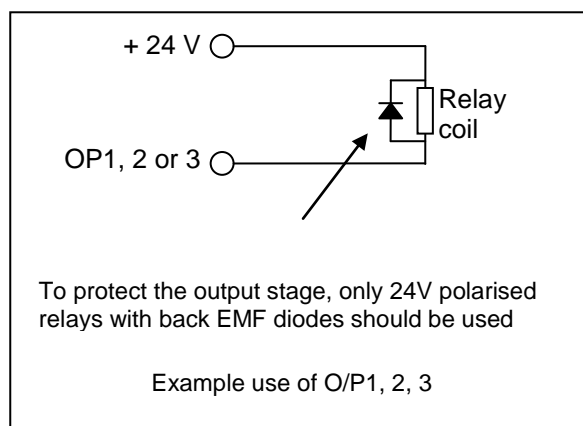 + 24 V
Relay
coil
OP1, 2 or 3
To protect the output stage, only 24V polarised
relays with back EMF diodes should be used
Example use of O/P1, 2, 3